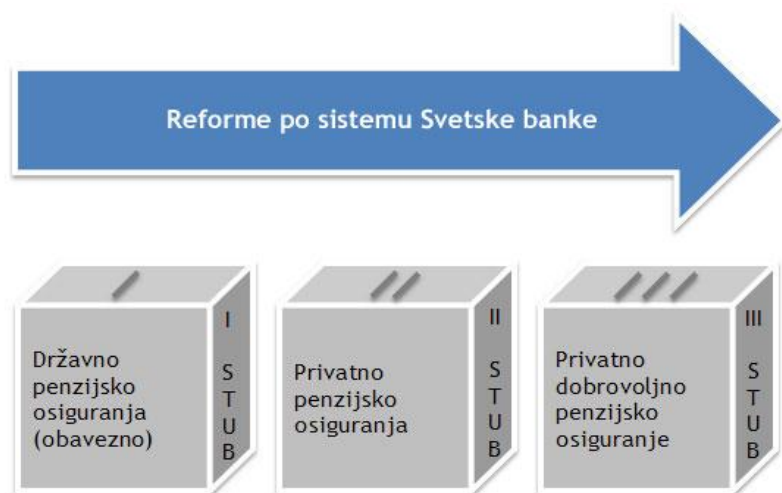 Reforme po sistemu Svetske banke
Državno
penzijsko
osiguranja
(obavezno)
I
S
T
U
B
Privatno
penzijsko
osiguranja
II
S
T
U
B
Privatno
dobrovoljno
penzijsko
osiguranje
III
S
T
U
B